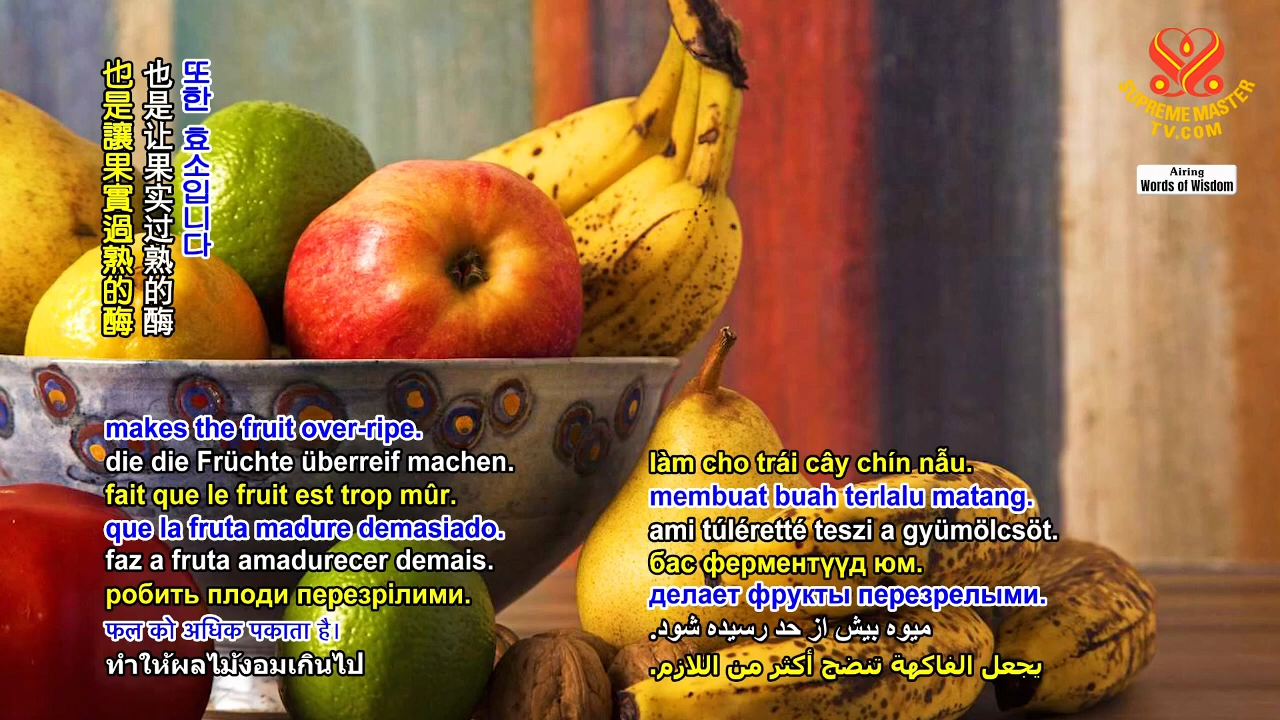 也是讓果實過熟的酶
也是让果实过熟的酶
또한 효소입니다
makes the fruit over-ripe.
die die Früchte überreif machen.
fait que le fruit est trop mûr.
que la fruta madure demasiado.
faz a fruta amadurecer demais.
робить плоди перезрілими.
फल को अधिक पकाता है।
ทำให้ผลไม้งอมเกินไป
làm cho trái cây chín nẫu.
membuat buah terlalu matang.
ami túléretté teszi a gyümölcsöt.
бас ферментүүд юм.
делает фрукты перезрелыми.
میوه بیش از حد رسیده شود.
يجعل الفاكهة تنضج أكثر من اللازم.
SUPREME MASTER
TV.COM
Airing
Words of Wisdom